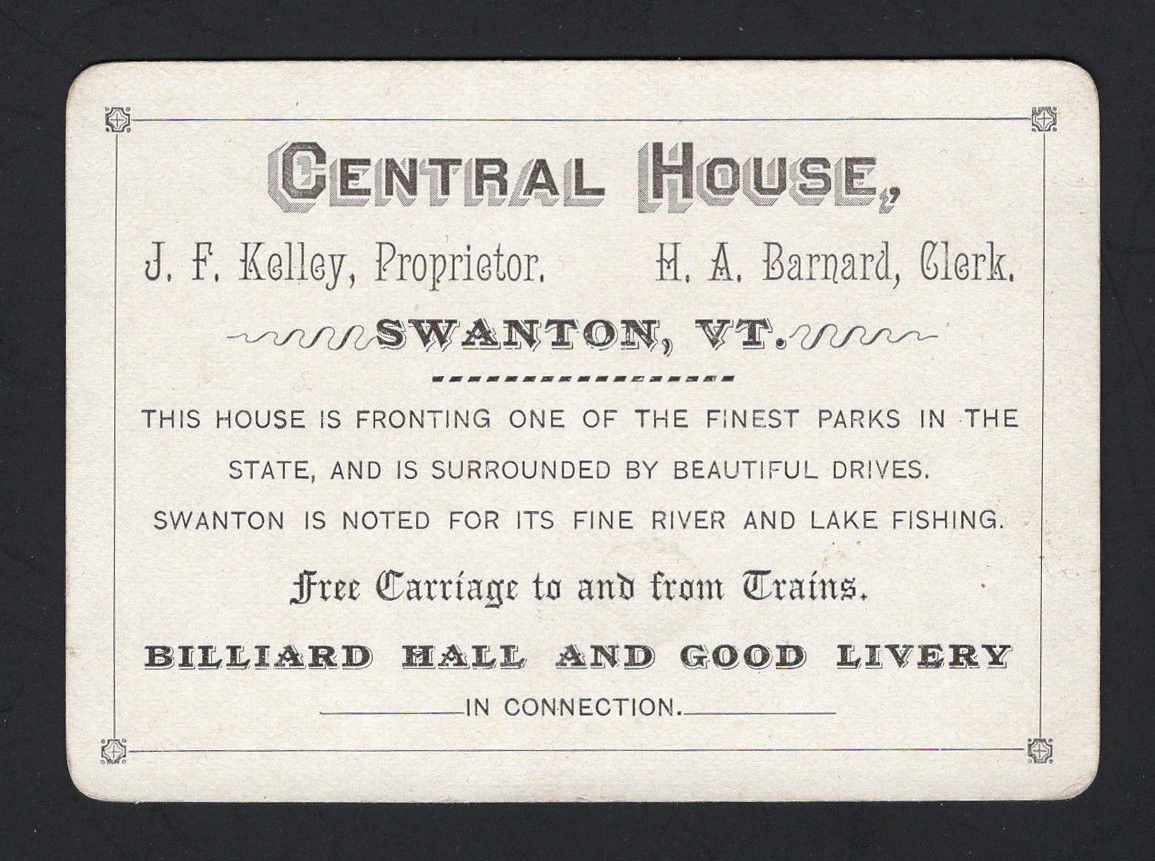 CENTRAL HOUSE,
J. F. Kelley, Proprietor. H. A. Barnard, Clerk.
SWANTON, VT.
THIS HOUSE IS FRONTING ONE OF THE FINEST PARKS IN THE
STATE, AND IS SURROUNDED BY BEAUTIFUL DRIVES.
SWANTON IS NOTED FOR ITS FINE RIVER AND LAKE FISHING.
Free Carriage to and from Trains.
BILLIARD HALL AND GOOD LIVERY
IN CONNECTION.